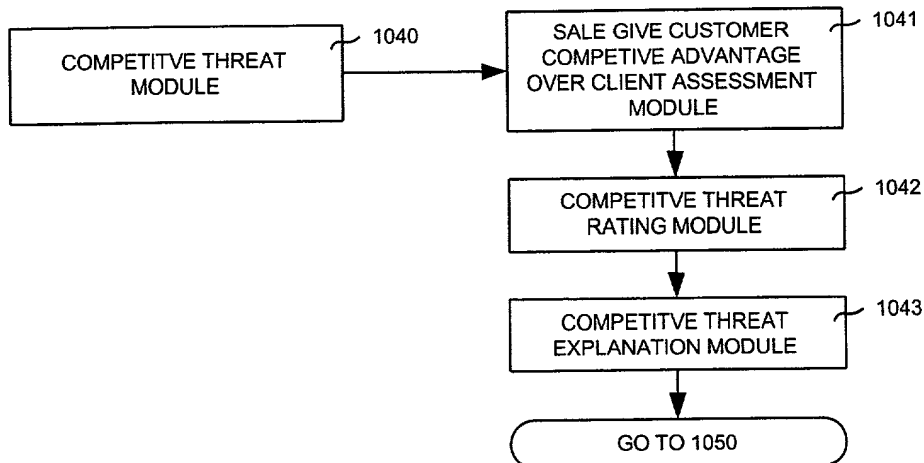 1040
COMPETITVE THREAT
MODULE
1041
SALE GIVE CUSTOMER
COMPETIVE ADVANTAGE
OVER CLIENT ASSESSMENT
MODULE
1042
COMPETITVE THREAT
RATING MODULE
1043
COMPETITVE THREAT
EXPLANATION MODULE
GO TO 1050